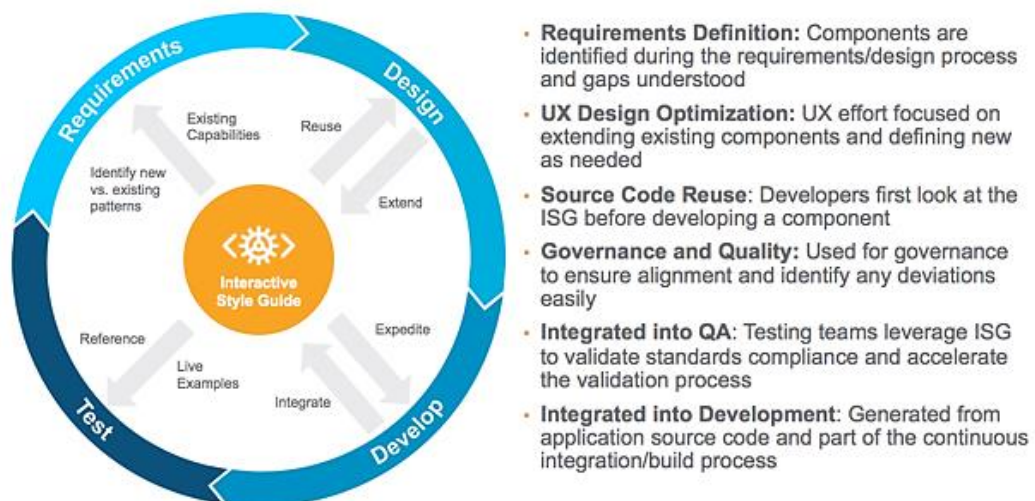 Requirements
Design
Develop
Test
Existing
Capabilities
Reuse
Identify new
vs. existing
patterns
Extend
Interactive
Style Guide
Reference
Live
Examples
Expedite
Integrate
• Requirements Definition: Components are
identified during the requirements/design process
and gaps understood
• UX Design Optimization: UX effort focused on
extending existing components and defining new
as needed
• Source Code Reuse: Developers first look at the
ISG before developing a component
• Governance and Quality: Used for governance
to ensure alignment and identify any deviations
easily
• Integrated into QA: Testing teams leverage ISG
to validate standards compliance and accelerate
the validation process
• Integrated into Development: Generated from
application source code and part of the continuous
integration/build process